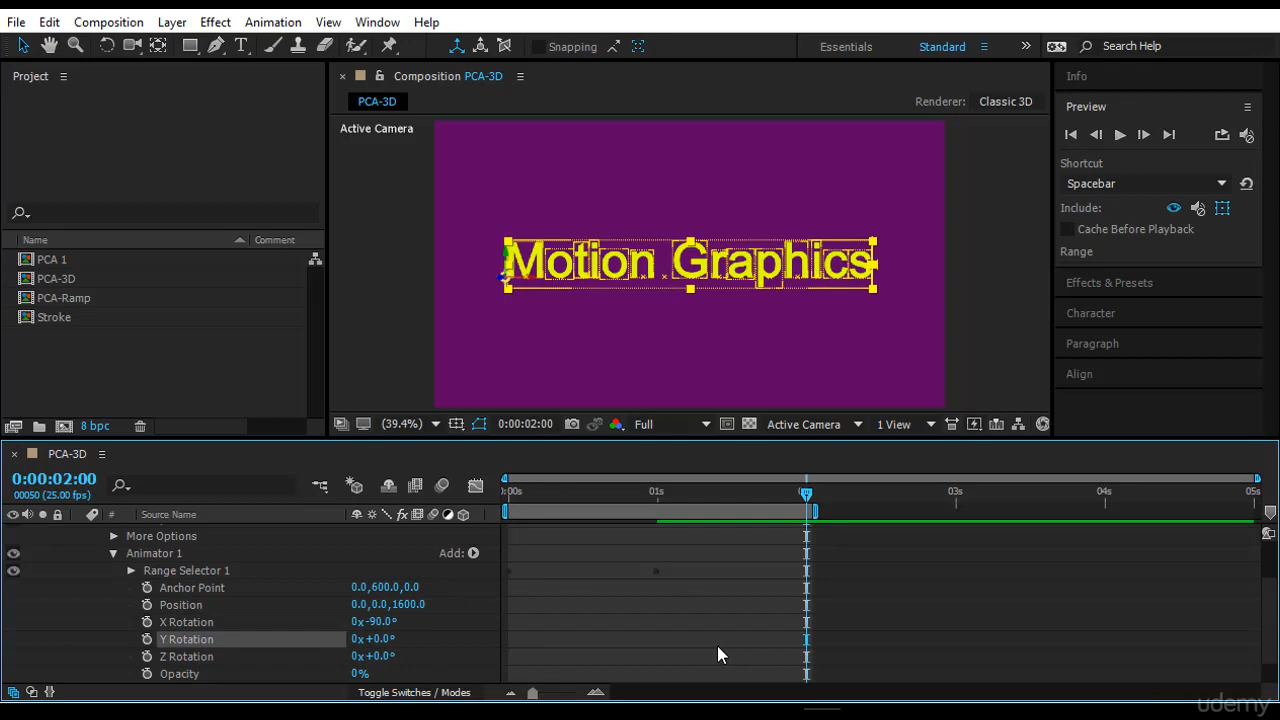 File Edit Composition Layer Effect Animation View Window Help
T Snapping Essentials Standard Search Help
Project
Composition PCA-3D
Info
PCA-3D
Renderer: Classic 3D
Preview
Active Camera
Shortcut
Spacebar
Include:
Cache Before Playback
Range
Name Comment
PCA 1
PCA-3D
PCA-Ramp
Stroke
Motion Graphics
Effects & Presets
Character
Paragraph
Align
8 bpc
(39.4%) 0:00:02:00 Full Active Camera 1 View
PCA-3D
0:00:02:00
00050 (25.00 fps)
:00s 01s 03s 04s 05s
Source Name
More Options
Animator 1 Add:
Range Selector 1
Anchor Point 0.0,600.0,0.0
Position 0.0,0.0,1600.0
X Rotation 0x-90.0°
Y Rotation 0x+0.0°
Z Rotation 0x+0.0°
Opacity 0%
Toggle Switches / Modes
udemy